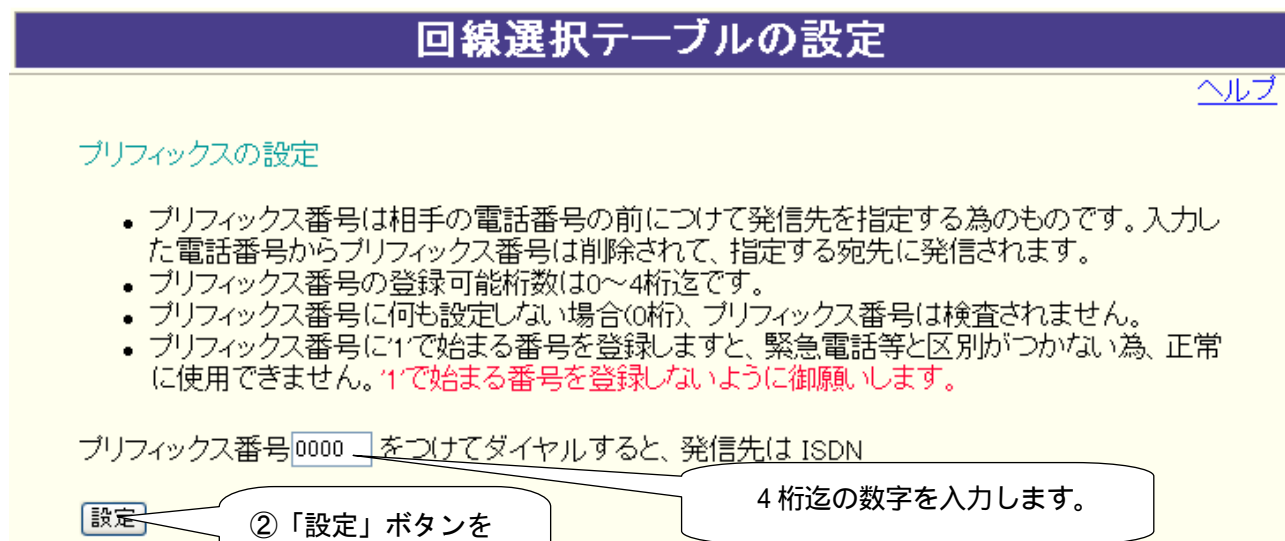 回線選択テーブルの設定
ヘルプ
プリフィックスの設定
• プリフィックス番号は相手の電話番号の前につけて発信先を指定する為のものです。入力し
た電話番号からプリフィックス番号は削除されて、指定する宛先に発信されます。
• プリフィックス番号の登録可能桁数は0～4桁迄です。
• プリフィックス番号に何も設定しない場合(0桁)、プリフィックス番号は検査されません。
• プリフィックス番号に'1'で始まる番号を登録しますと、緊急電話等と区別がつかない為、正常
に使用できません。'1'で始まる番号を登録しないように御願いします。
プリフィックス番号 0000 をつけてダイヤルすると、発信先は ISDN
4 桁迄の数字を入力します。
設定
②「設定」ボタンを